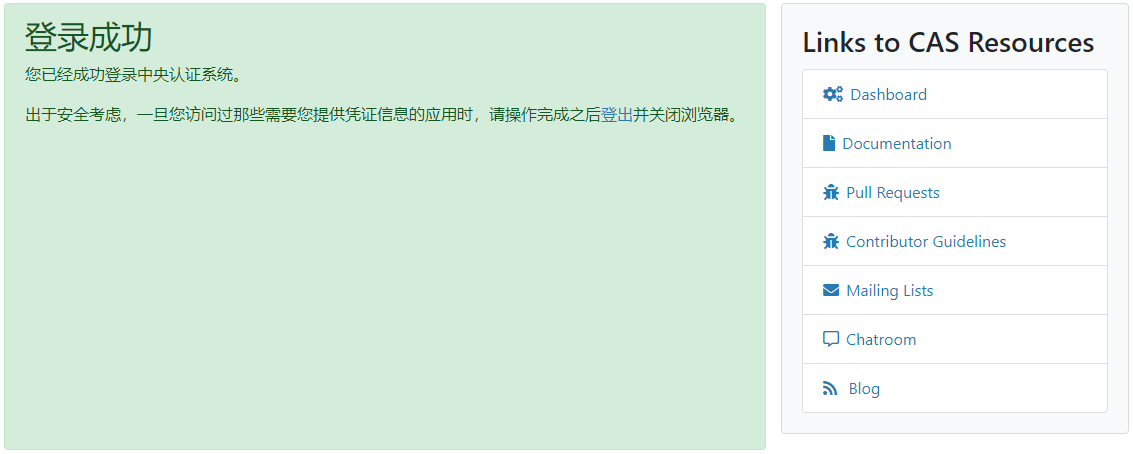 登录成功
您已经成功登录中央认证系统。
出于安全考虑，一旦您访问过那些需要您提供凭证信息的应用时，请操作完成之后登出并关闭浏览器。
Links to CAS Resources
Dashboard
Documentation
Pull Requests
Contributor Guidelines
Mailing Lists
Chatroom
Blog